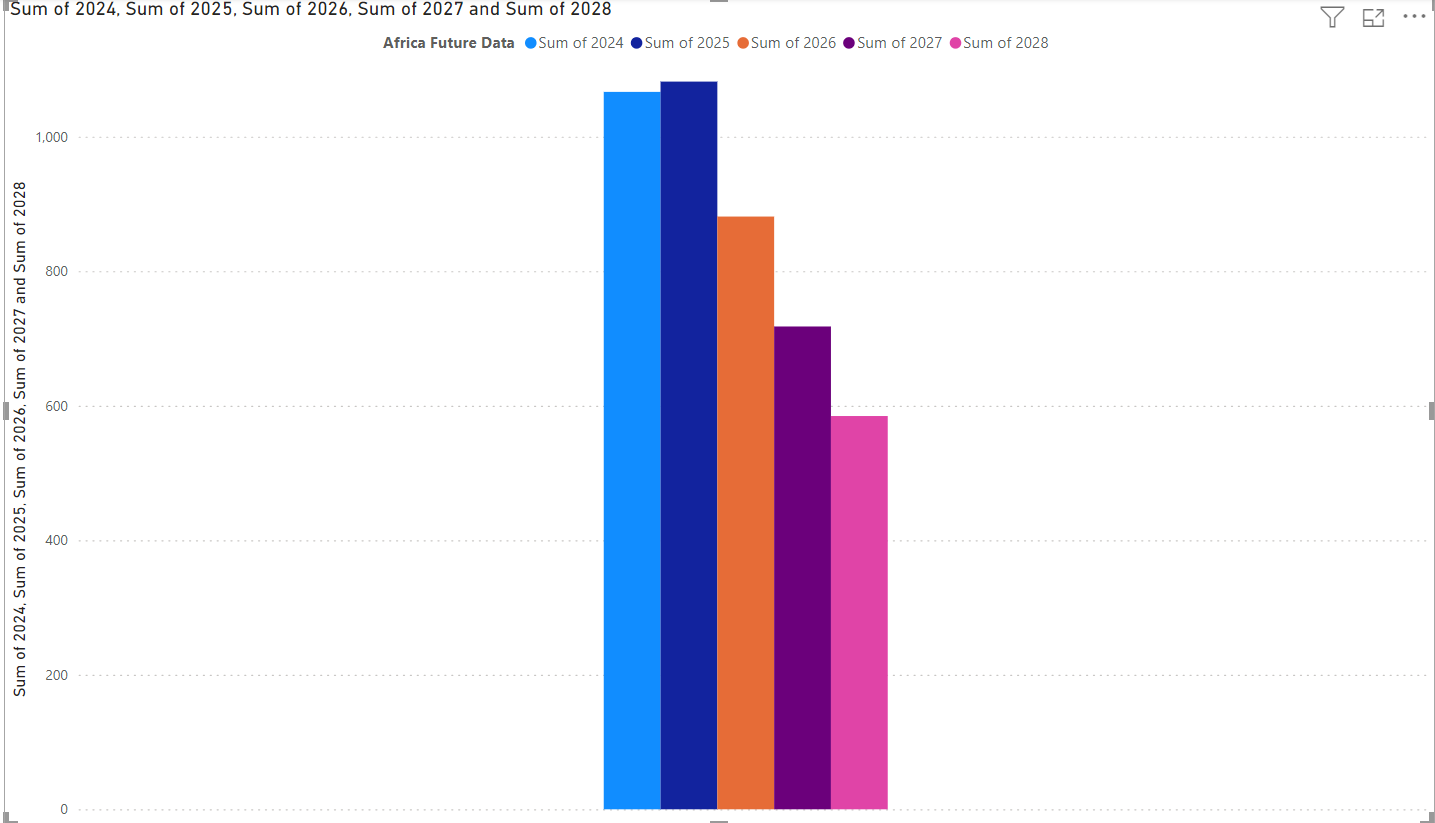 Sum of 2024, Sum of 2025, Sum of 2026, Sum of 2027 and Sum of 2028
Africa Future Data Sum of 2024 Sum of 2025 Sum of 2026 Sum of 2027 Sum of 2028
Sum of 2024, Sum of 2025, Sum of 2026, Sum of 2027 and Sum of 2028
1,000
800
600
400
200
0